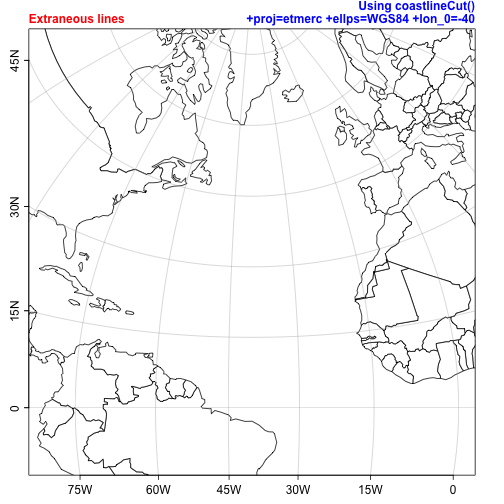 Using coastlineCut()
Extraneous lines
+proj=etmerc +ellps=WGS84 +lon_0=-40
45N
30N
15N
0
75W
60W
45W
30W
15W
0